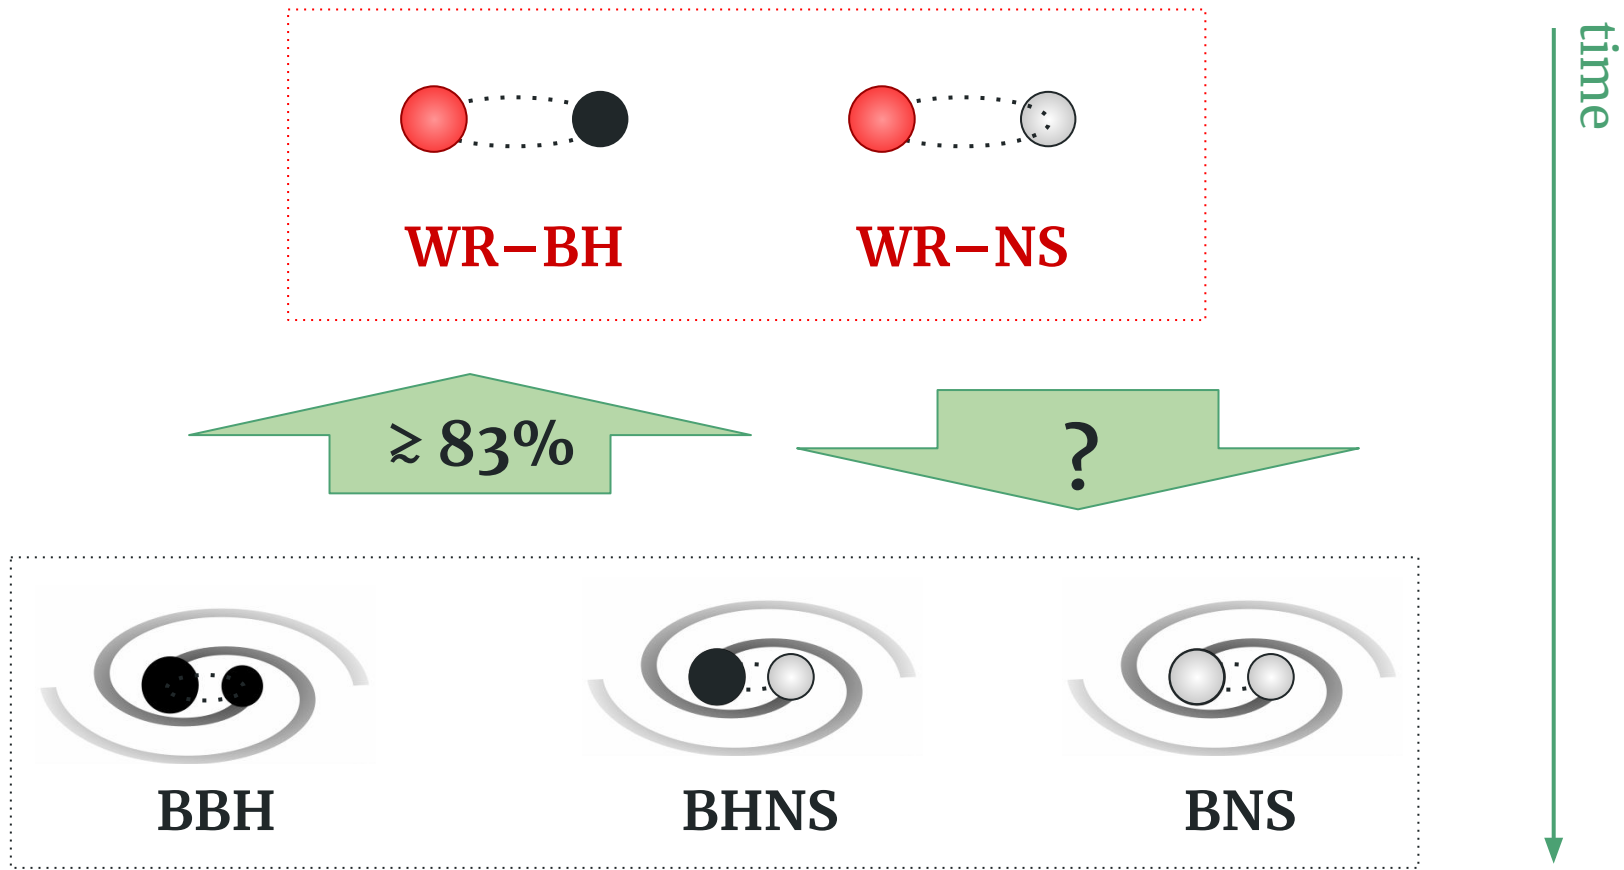 time
WR–BH
WR–NS
≳ 83%
?
BBH
BHNS
BNS